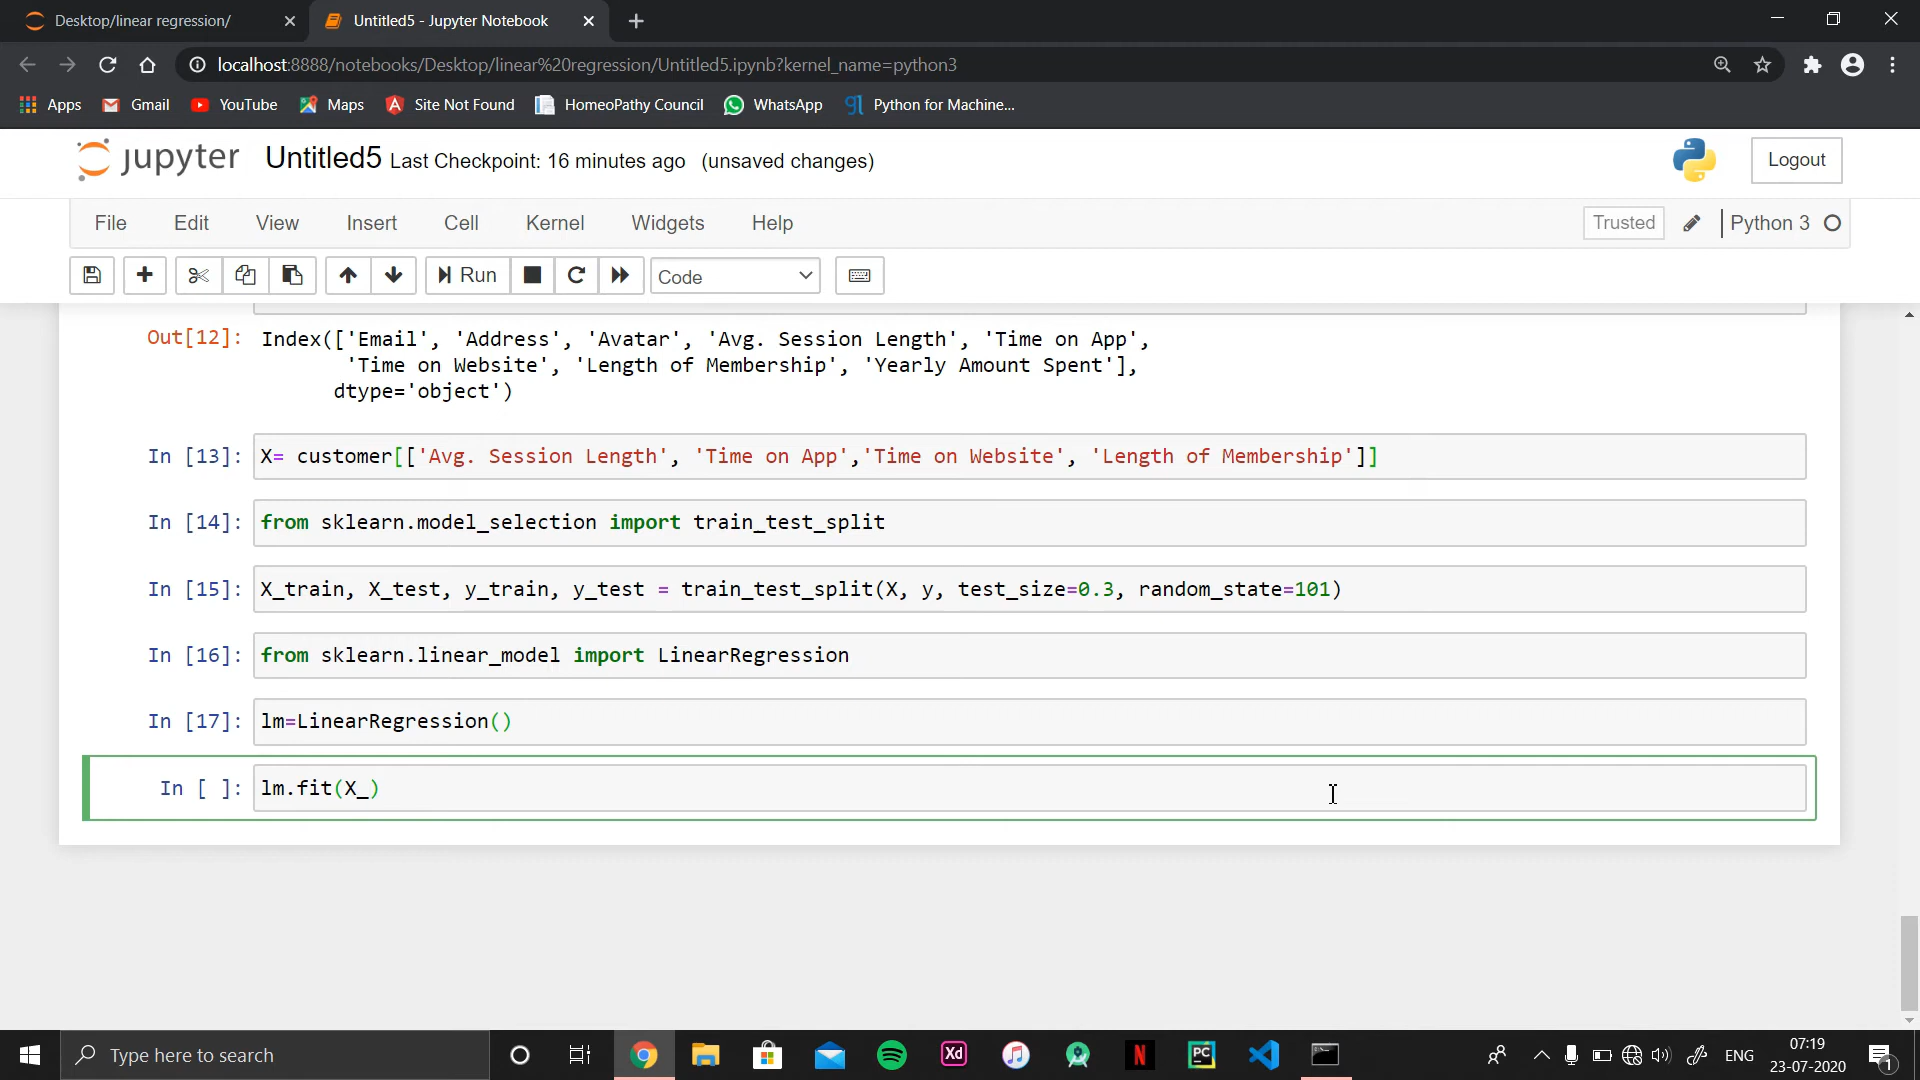 Desktop/linear regression/
Untitled5 - Jupyter Notebook
localhost:8888/notebooks/Desktop/linear%20regression/Untitled5.ipynb?kernel_name=python3
Apps Gmail YouTube Maps Site Not Found HomeoPathy Council WhatsApp Python for Machine...
jupyter Untitled5 Last Checkpoint: 16 minutes ago (unsaved changes)
Logout
File Edit View Insert Cell Kernel Widgets Help
Trusted Python 3
Run Code
Out[12]: Index(['Email', 'Address', 'Avatar', 'Avg. Session Length', 'Time on App',
'Time on Website', 'Length of Membership', 'Yearly Amount Spent'],
dtype='object')
In [13]: X= customer[['Avg. Session Length', 'Time on App','Time on Website', 'Length of Membership']]
In [14]: from sklearn.model_selection import train_test_split
In [15]: X_train, X_test, y_train, y_test = train_test_split(X, y, test_size=0.3, random_state=101)
In [16]: from sklearn.linear_model import LinearRegression
In [17]: lm=LinearRegression()
In [ ]: lm.fit(X_)
Type here to search
Xd
N
PC
ENG
07:19
23-07-2020
1